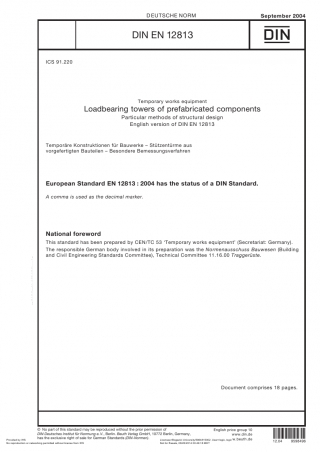 DEUTSCHE NORM
September 2004
DIN EN 12813
DIN
ICS 91.220
Temporary works equipment
Loadbearing towers of prefabricated components
Particular methods of structural design
English version of DIN EN 12813
Temporäre Konstruktionen für Bauwerke – Stützentürme aus
vorgefertigten Bauteilen – Besondere Bemessungsverfahren
European Standard EN 12813 : 2004 has the status of a DIN Standard.
A comma is used as the decimal marker.
National foreword
This standard has been prepared by CEN/TC 53 ‘Temporary works equipment’ (Secretariat: Germany).
The responsible German body involved in its preparation was the Normenausschuss Bauwesen (Building
and Civil Engineering Standards Committee), Technical Committee 11.16.00 Traggerüste.
Document comprises 18 pages.
© No part of this standard may be reproduced without the prior permission of
DIN Deutsches Institut für Normung e.V., Berlin. Beuth Verlag GmbH, 10772 Berlin, Germany,
has the exclusive right of sale for German Standards (DIN-Normen).
English price group 10
www.din.de
www.beuth.de